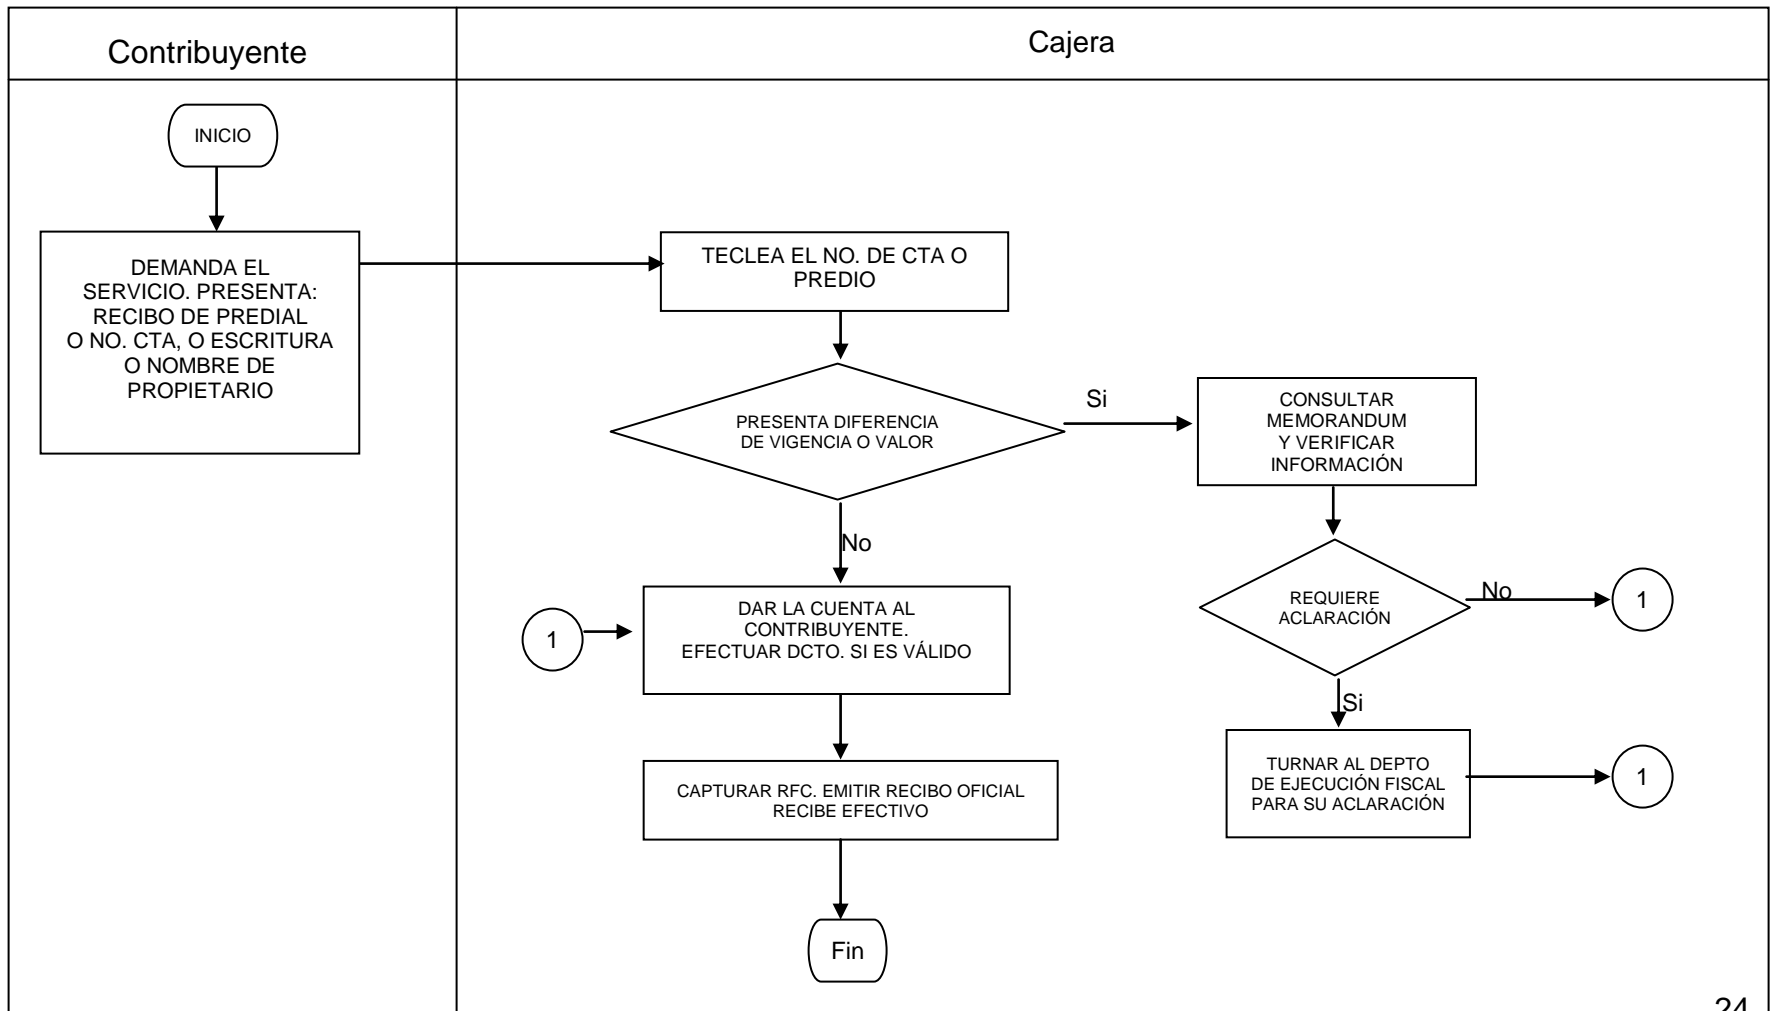 Contribuyente
Cajera
INICIO
DEMANDA EL
SERVICIO. PRESENTA:
RECIBO DE PREDIAL
O NO. CTA, O ESCRITURA
O NOMBRE DE
PROPIETARIO
TECLEA EL NO. DE CTA O
PREDIO
PRESENTA DIFERENCIA
DE VIGENCIA O VALOR
Si
CONSULTAR
MEMORANDUM
Y VERIFICAR
INFORMACIÓN
No
REQUIERE
ACLARACIÓN
No
1
1
DAR LA CUENTA AL
CONTRIBUYENTE.
EFECTUAR DCTO. SI ES VÁLIDO
Si
TURNAR AL DEPTO
DE EJECUCIÓN FISCAL
PARA SU ACLARACIÓN
1
CAPTURAR RFC. EMITIR RECIBO OFICIAL
RECIBE EFECTIVO
Fin
24